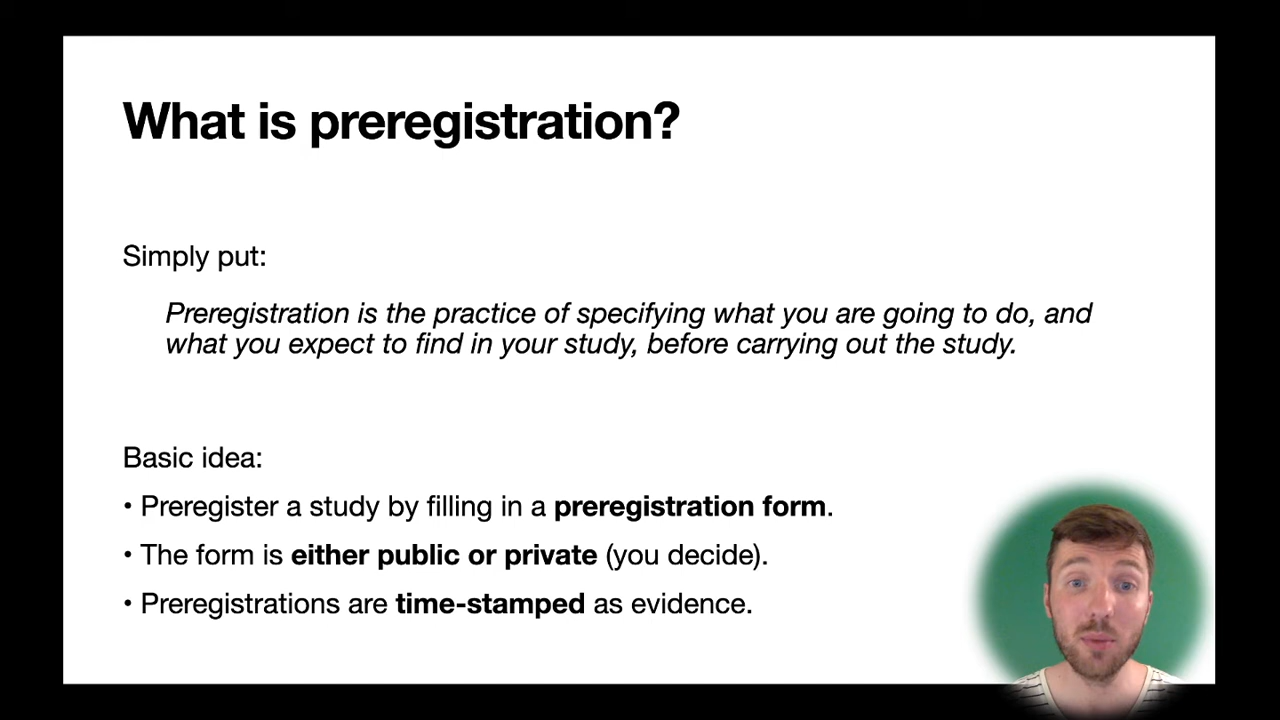 What is preregistration?
Simply put:
Preregistration is the practice of specifying what you are going to do, and
what you expect to find in your study, before carrying out the study.
Basic idea:
• Preregister a study by filling in a preregistration form.
• The form is either public or private (you decide).
• Preregistrations are time-stamped as evidence.